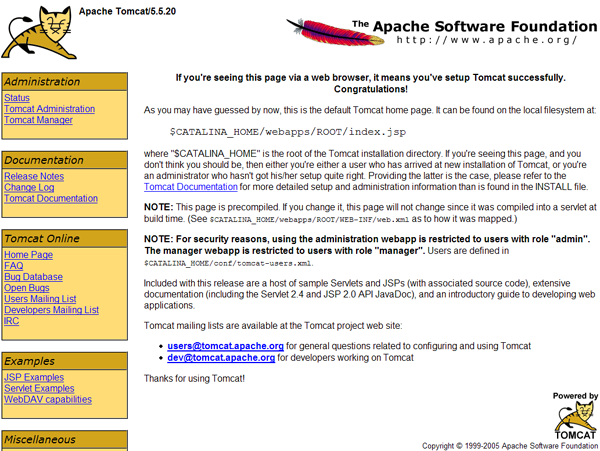 Apache Tomcat/5.5.20
The Apache Software Foundation
http://www.apache.org/
Administration
Status
Tomcat Administration
Tomcat Manager
Documentation
Release Notes
Change Log
Tomcat Documentation
Tomcat Online
Home Page
FAQ
Bug Database
Open Bugs
Users Mailing List
Developers Mailing List
IRC
Examples
JSP Examples
Servlet Examples
WebDAV capabilities
Miscellaneous
If you're seeing this page via a web browser, it means you've setup Tomcat successfully.
Congratulations!
As you may have guessed by now, this is the default Tomcat home page. It can be found on the local filesystem at:
$CATALINA_HOME/webapps/ROOT/index.jsp
where "$CATALINA_HOME" is the root of the Tomcat installation directory. If you're seeing this page, and you
don't think you should be, then either you're either a user who has arrived at new installation of Tomcat, or you're
an administrator who hasn't got his/her setup quite right. Providing the latter is the case, please refer to the
Tomcat Documentation for more detailed setup and administration information than is found in the INSTALL file.
NOTE: This page is precompiled. If you change it, this page will not change since it was compiled into a servlet at
build time. (See $CATALINA_HOME/webapps/ROOT/WEB-INF/web.xml as to how it was mapped.)
NOTE: For security reasons, using the administration webapp is restricted to users with role "admin".
The manager webapp is restricted to users with role "manager". Users are defined in
$CATALINA_HOME/conf/tomcat-users.xml.
Included with this release are a host of sample Servlets and JSPs (with associated source code), extensive
documentation (including the Servlet 2.4 and JSP 2.0 API JavaDoc), and an introductory guide to developing web
applications.
Tomcat mailing lists are available at the Tomcat project web site:
• users@tomcat.apache.org for general questions related to configuring and using Tomcat
• dev@tomcat.apache.org for developers working on Tomcat
Thanks for using Tomcat!
Powered by
TOMCAT
Copyright © 1999-2005 Apache Software Foundation